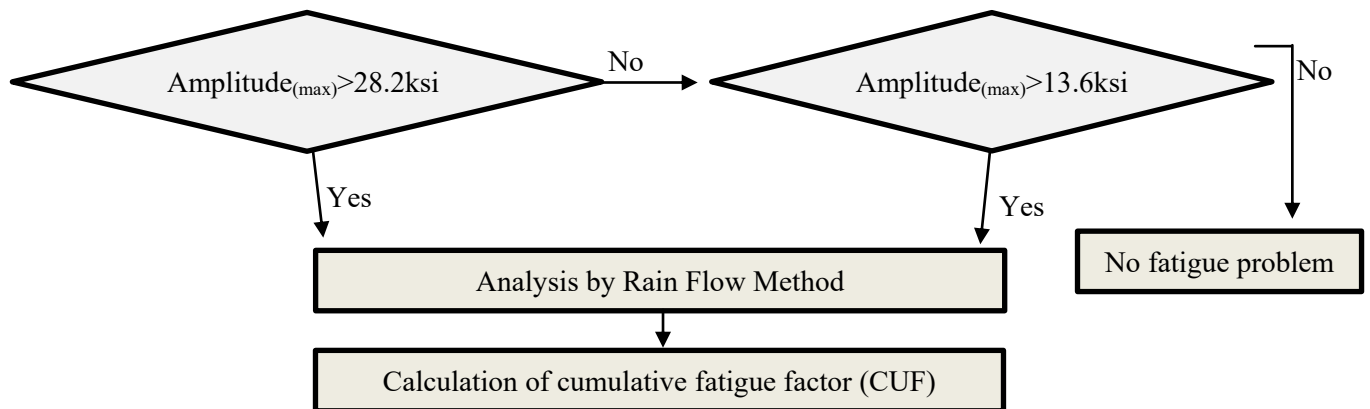 Amplitude(max)>28.2ksi
No
Amplitude(max)>13.6ksi
No
Yes
Yes
No fatigue problem
Analysis by Rain Flow Method
Calculation of cumulative fatigue factor (CUF)